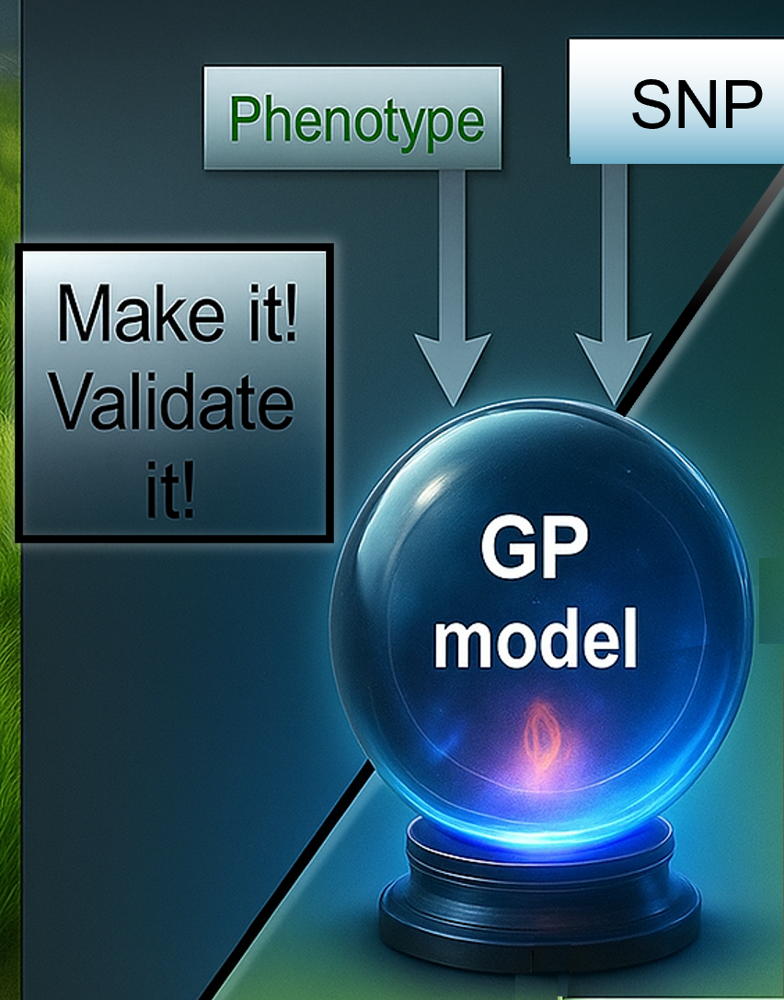 Phenotype
SNP
Make it!
Validate
it!
GP
model